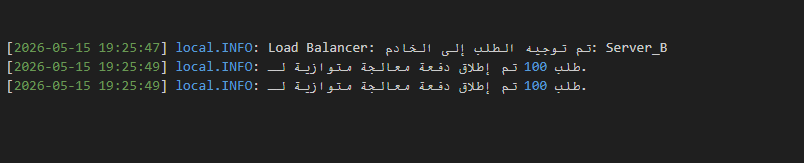 [2026-05-15 19:25:47] local.INFO: Load Balancer: تم توجيه الطلب إلى الخادم: Server_B
[2026-05-15 19:25:49] local.INFO: تم إطلاق دفعة معالجة متوازية لـ 100 طلب.
[2026-05-15 19:25:49] local.INFO: تم إطلاق دفعة معالجة متوازية لـ 100 طلب.